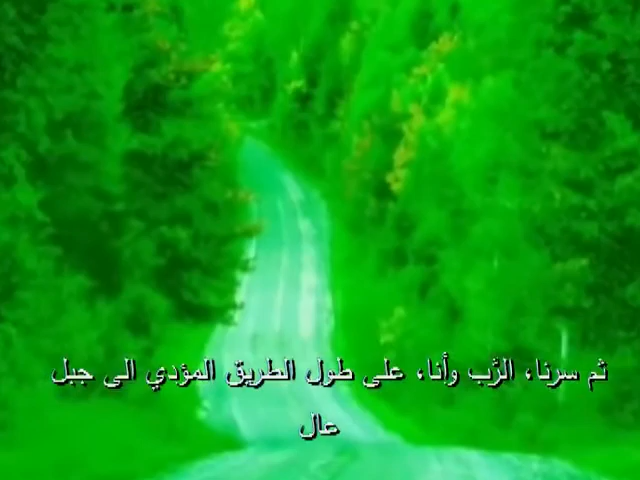 ثم سرنا، الرَّب وأنا، على طول الطريق المؤدي الى جبل
عال